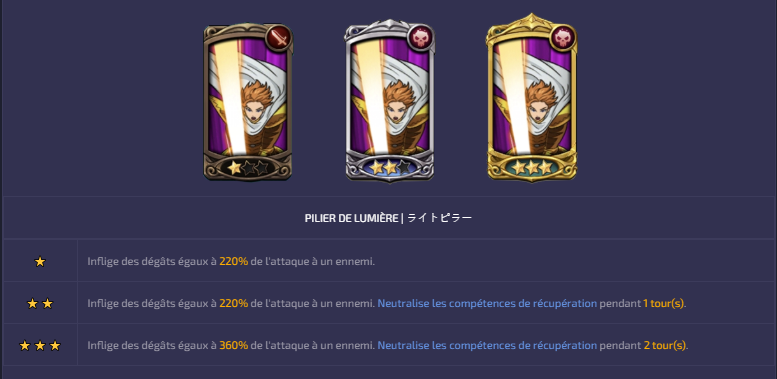 PILIER DE LUMIÈRE | ライトピラー
Inflige des dégâts égaux à 220% de l'attaque à un ennemi.
Inflige des dégâts égaux à 220% de l'attaque à un ennemi. Neutralise les compétences de récupération pendant 1 tour(s).
Inflige des dégâts égaux à 360% de l'attaque à un ennemi. Neutralise les compétences de récupération pendant 2 tour(s).